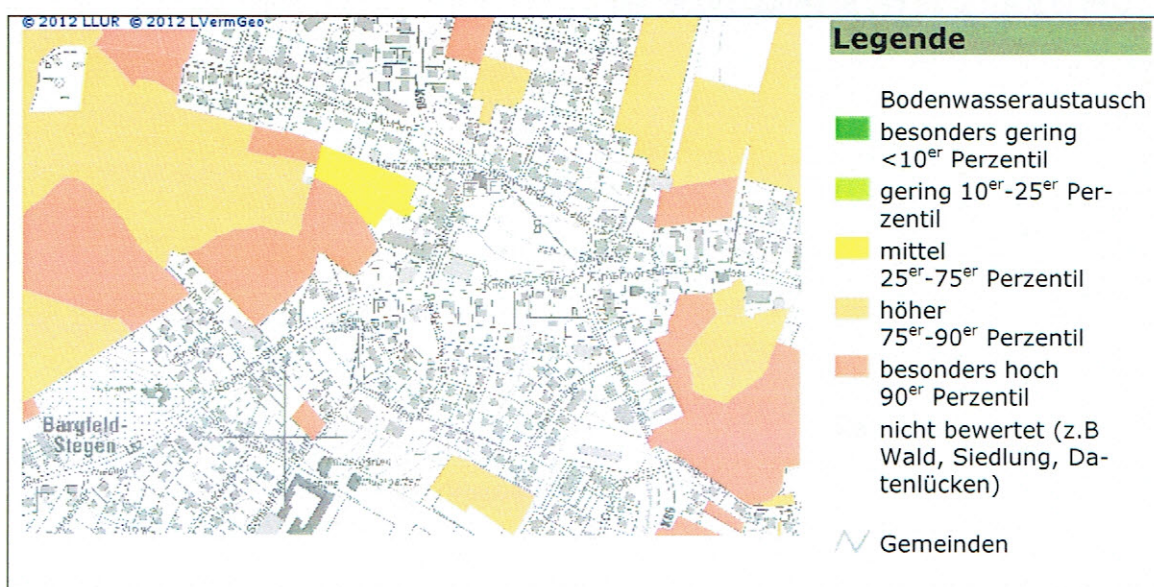 © 2012 LLUR © 2012 LVermGeo
Legende
Bodenwasseraustausch
besonders gering
<10er Perzentil
gering 10er-25er Per-
zentil
mittel
25er-75er Perzentil
höher
75er-90er Perzentil
besonders hoch
90er Perzentil
nicht bewertet (z.B
Wald, Siedlung, Da-
tenlücken)
Gemeinden
Bargfeld-
Stegen